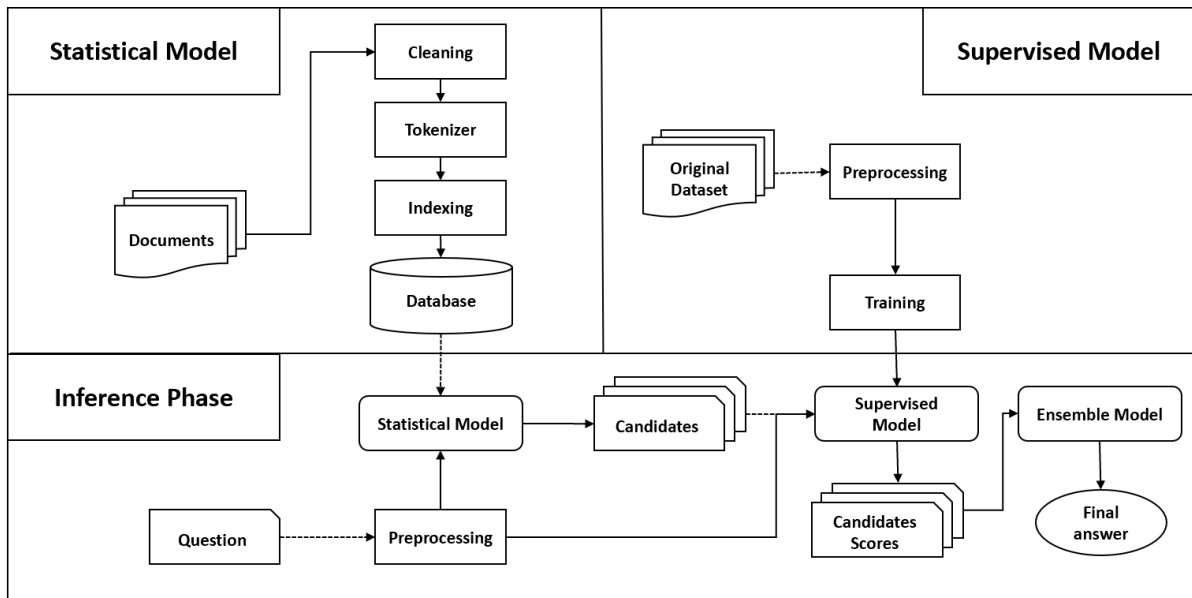 Statistical Model
Cleaning
Tokenizer
Indexing
Documents
Database
Supervised Model
Original
Dataset
Preprocessing
Training
Inference Phase
Statistical Model
Candidates
Supervised
Model
Ensemble Model
Question
Preprocessing
Candidates
Scores
Final
answer